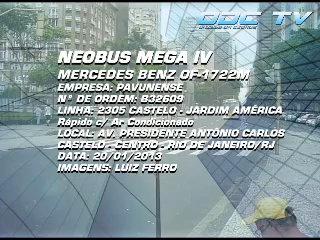 ODC TV
NEOBUS MEGA IV
MERCEDES BENZ OF-1722M
EMPRESA: PAVUNENSE
N° DE ORDEM: B32609
LINHA: 2305 CASTELO - JARDIM AMÉRICA
Rápido c/ Ar Condicionado
LOCAL: AV. PRESIDENTE ANTÔNIO CARLOS
CASTELO - CENTRO - RIO DE JANEIRO/RJ
DATA: 20/01/2013
IMAGENS: LUIZ FERRO